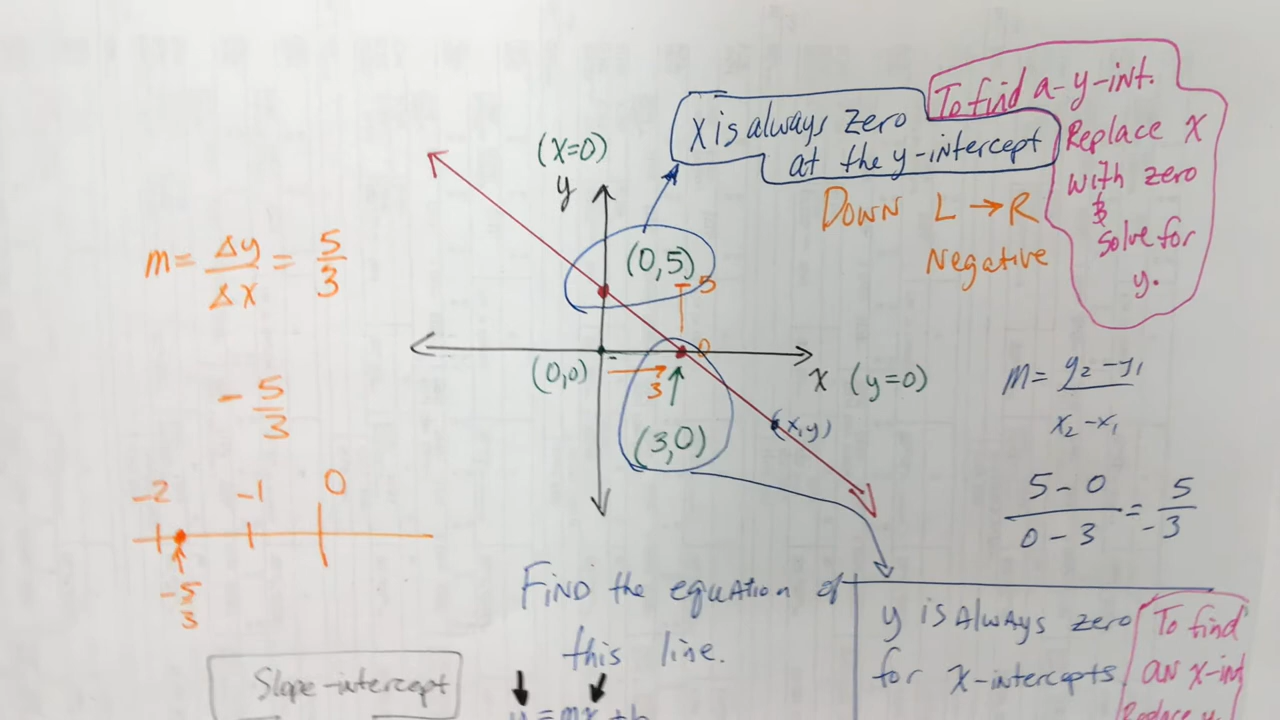 To find a y-int.
Replace x
with zero
&
solve for
y.
x is always zero
at the y-intercept
(x=0)
y
Down L → R
Negative
(0,5)
5
0
m = Δy/Δx = 5/3
(0,0)
3
x (y=0)
(3,0)
(x,y)
m = y₂-y₁
x₂-x₁
- 5/3
5-0
0-3
= 5/-3
-2 -1 0
-5/3
Find the equation of
this line.
y is always zero
for x-intercepts
To find
an x-int
Replace y
Slope-intercept
y = mx + b